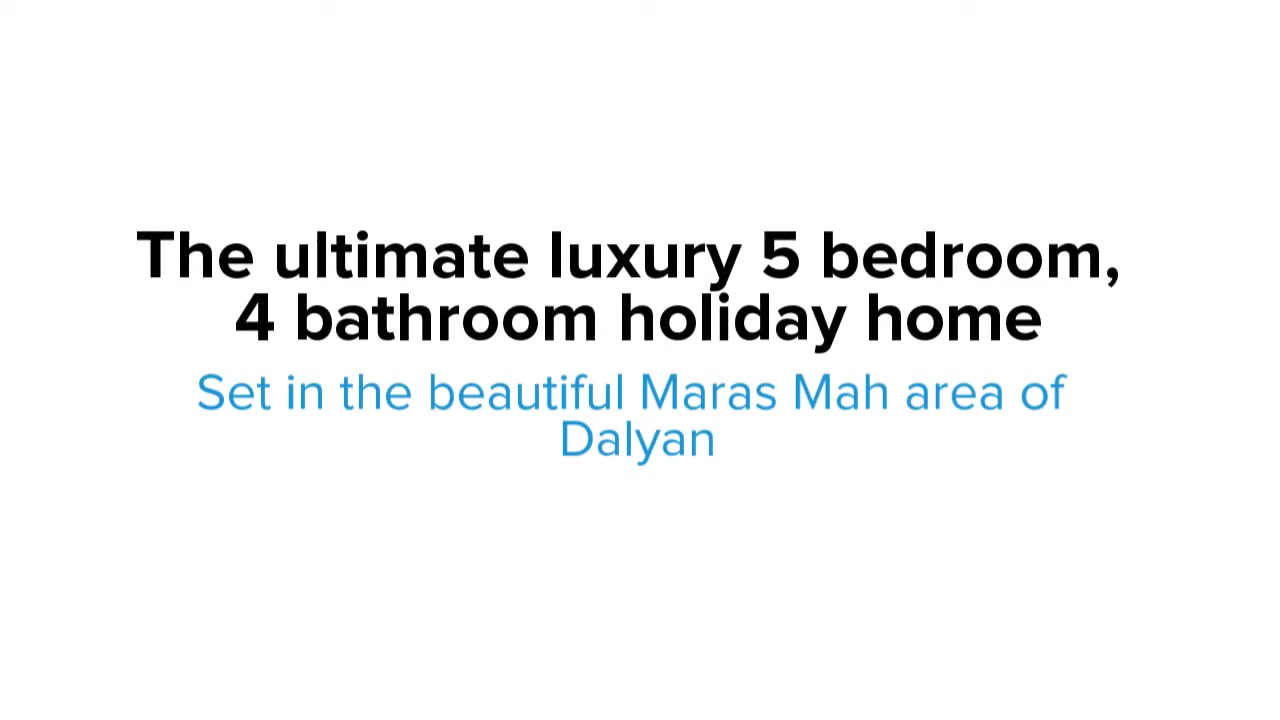 The ultimate luxury 5 bedroom,
4 bathroom holiday home
Set in the beautiful Maras Mah area of
Dalyan